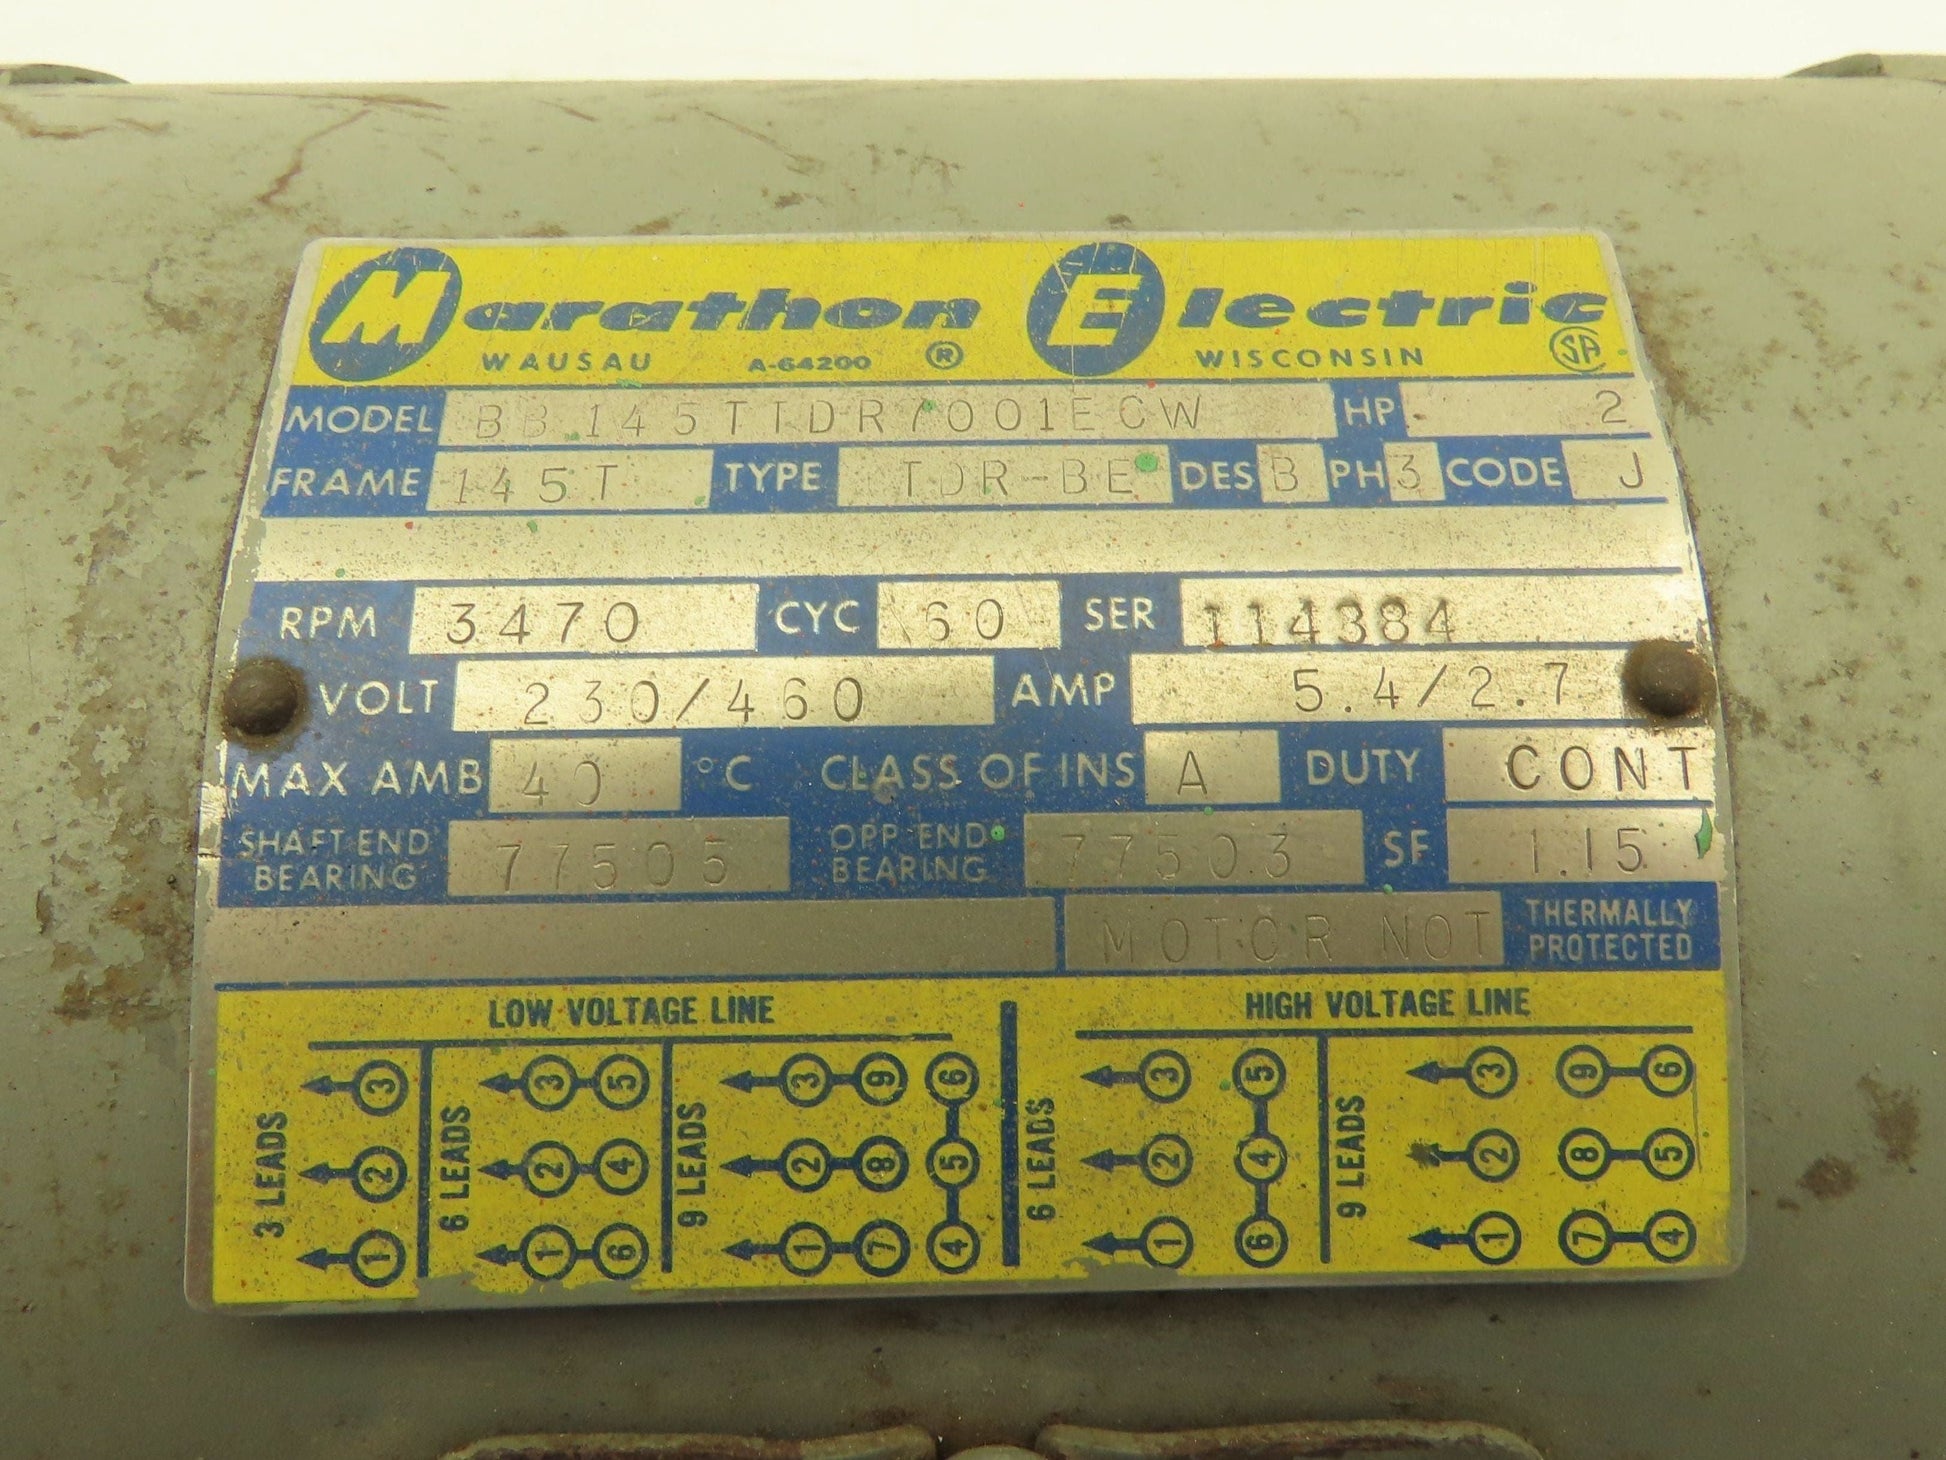 Marathon Electric
WAUSAU A-64200 ® WISCONSIN SA
MODEL BB 145TTDR7001ECW HP 2
FRAME 145T TYPE TDR-BE DES B PH 3 CODE J
RPM 3470 CYC 60 SER 114384
VOLT 230/460 AMP 5.4/2.7
MAX AMB 40 °C CLASS OF INS A DUTY CONT
SHAFT END BEARING 77505 OPP END BEARING 77503 SF 1.15
MOTOR NOT THERMALLY PROTECTED
LOW VOLTAGE LINE
3 LEADS
3
2
1
6 LEADS
3 5
2 4
1 6
9 LEADS
3 9 6
2 8 5
1 7 4
HIGH VOLTAGE LINE
6 LEADS
3 5
2 4
1 6
9 LEADS
3 9 6
2 8 5
1 7 4